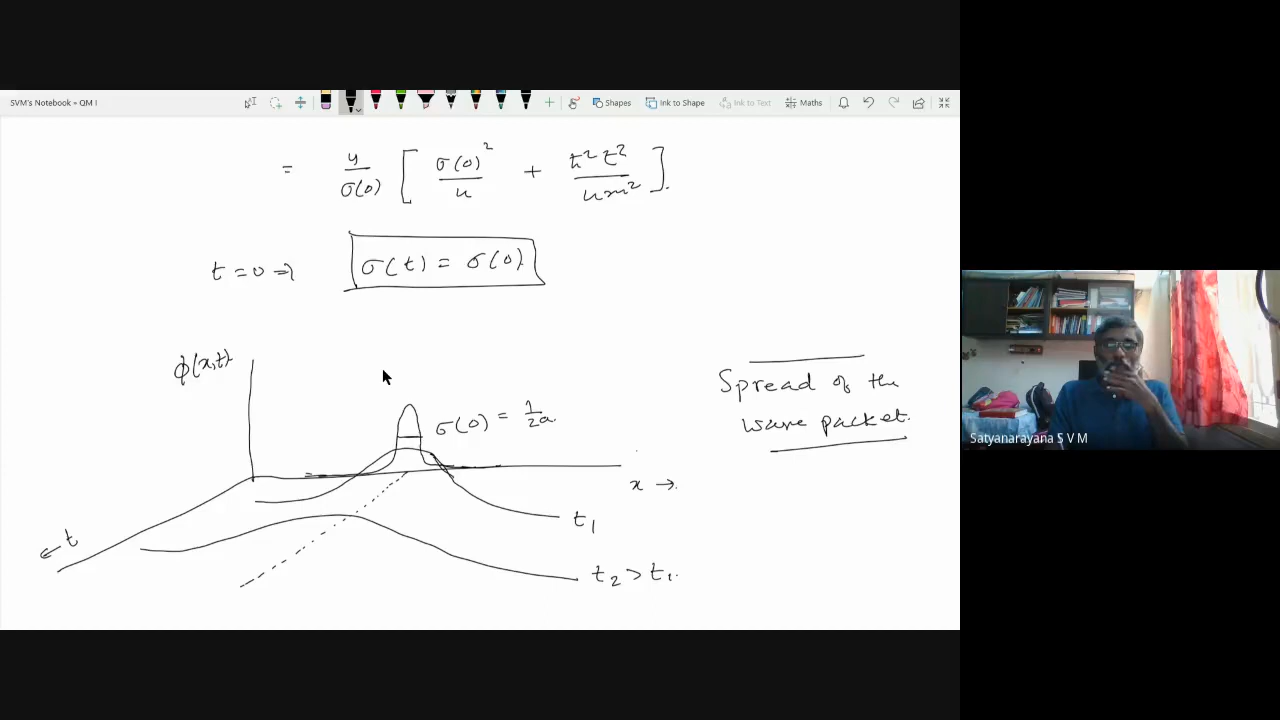 SVM's Notebook » QM I
Shapes Ink to Shape Ink to Text Maths
= 4/σ(0) [ σ(0)²/4 + ħ²t²/4m² ].
t = 0 ⇒ σ(t) = σ(0)
ϕ(x,t)
σ(0) = 1/2a
x →
t₁
← t
t₂ > t₁.
Spread of the
wave packet.
Satyanarayana S V M